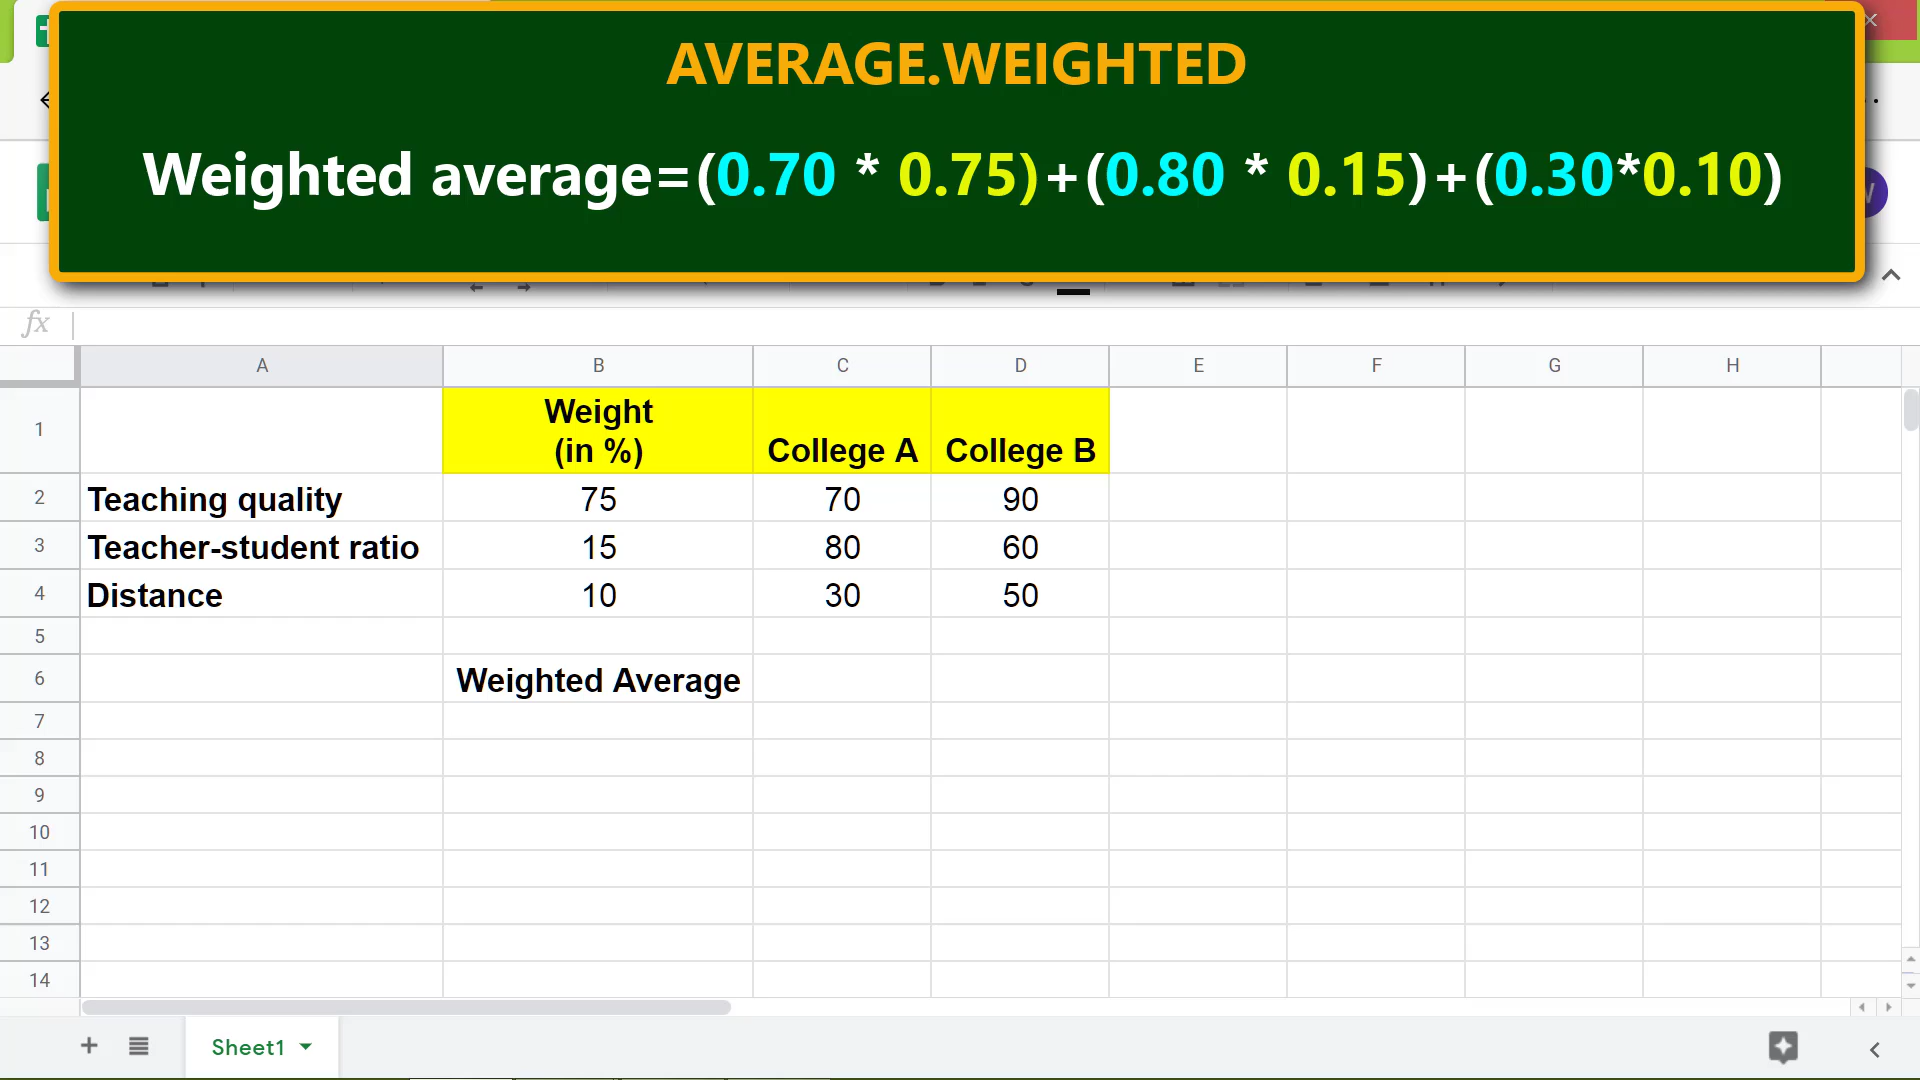 AVERAGE.WEIGHTED
Weighted average=(0.70 * 0.75)+(0.80 * 0.15)+(0.30*0.10)
fx
A B C D E F G H
1 Weight
(in %) College A College B
2 Teaching quality 75 70 90
3 Teacher-student ratio 15 80 60
4 Distance 10 30 50
5
6 Weighted Average
7
8
9
10
11
12
13
14
Sheet1